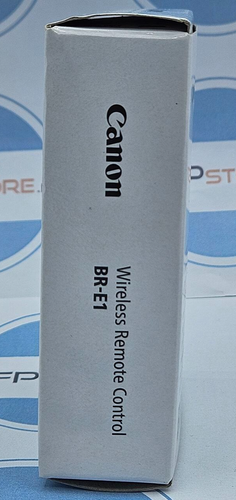 Canon
Wireless Remote Control
BR-E1